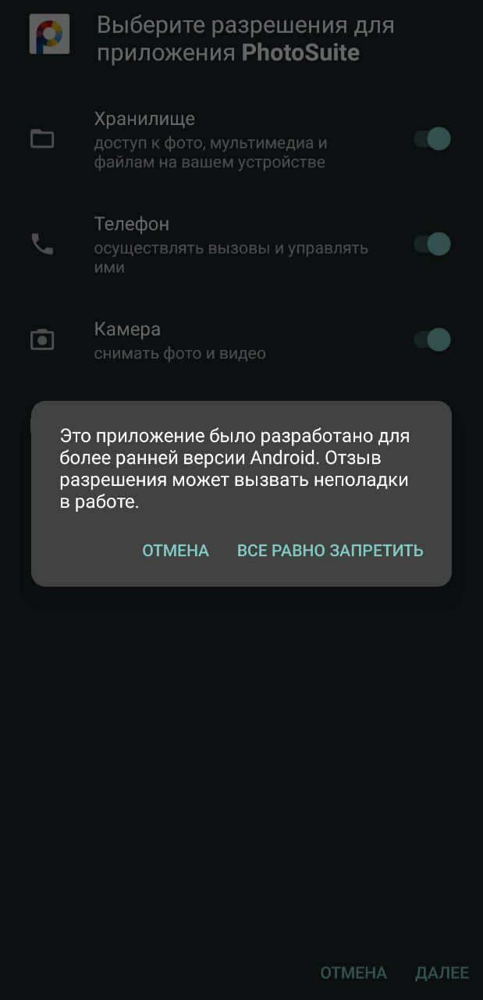 Выберите разрешения для
приложения PhotoSuite
Хранилище
доступ к фото, мультимедиа и
файлам на вашем устройстве
Телефон
осуществлять вызовы и управлять
ими
Камера
снимать фото и видео
Это приложение было разработано для
более ранней версии Android. Отзыв
разрешения может вызвать неполадки
в работе.
ОТМЕНА ВСЕ РАВНО ЗАПРЕТИТЬ
ОТМЕНА ДАЛЕЕ